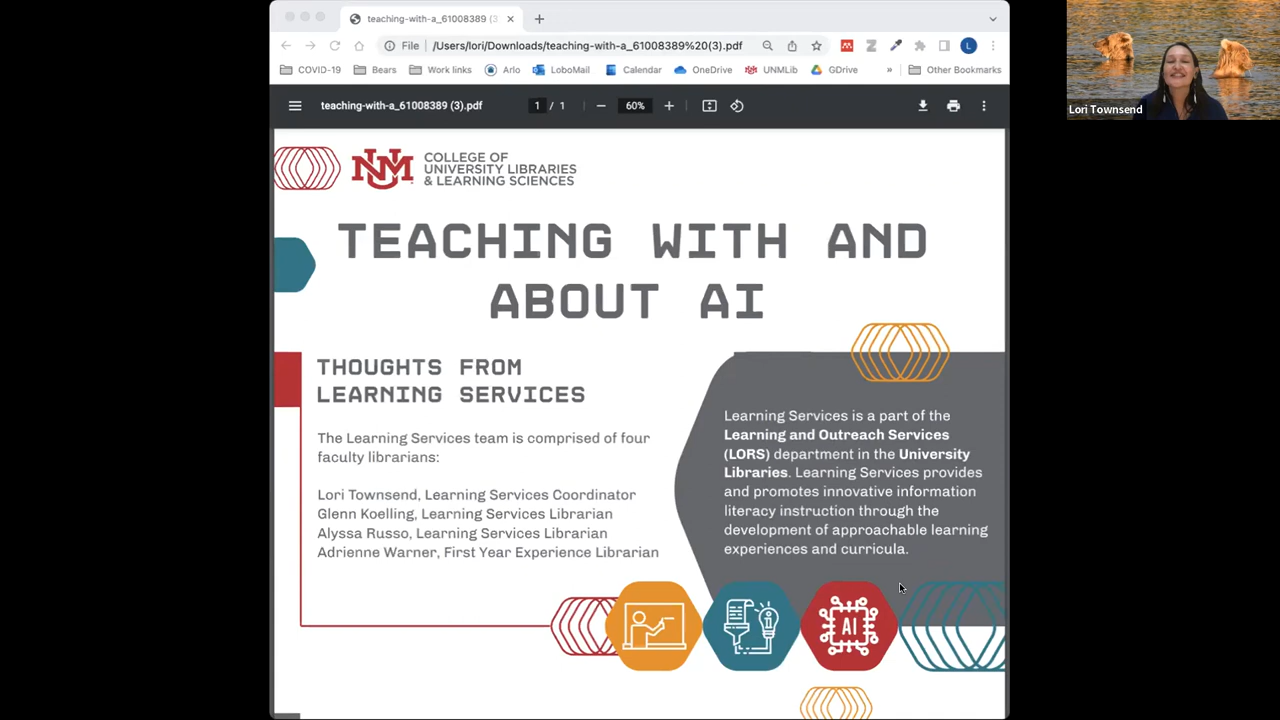 teaching-with-a_61008389 (3
File /Users/lori/Downloads/teaching-with-a_61008389%20(3).pdf
L
COVID-19 Bears Work links Arlo LoboMail Calendar OneDrive UNMLib GDrive » Other Bookmarks
teaching-with-a_61008389 (3).pdf 1 / 1 60%
Lori Townsend
UNM
COLLEGE OF
UNIVERSITY LIBRARIES
& LEARNING SCIENCES
TEACHING WITH AND
ABOUT AI
THOUGHTS FROM
LEARNING SERVICES
The Learning Services team is comprised of four
faculty librarians:
Lori Townsend, Learning Services Coordinator
Glenn Koelling, Learning Services Librarian
Alyssa Russo, Learning Services Librarian
Adrienne Warner, First Year Experience Librarian
Learning Services is a part of the
Learning and Outreach Services
(LORS) department in the University
Libraries. Learning Services provides
and promotes innovative information
literacy instruction through the
development of approachable learning
experiences and curricula.
AI